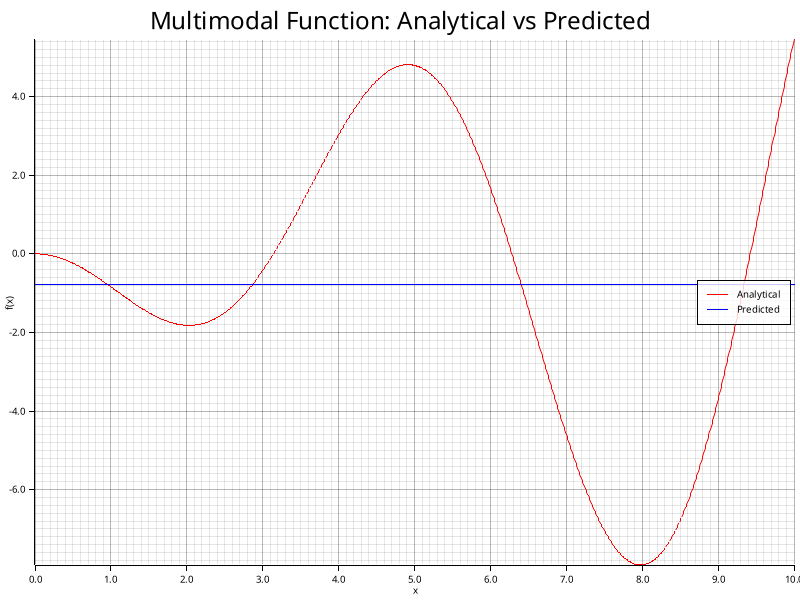 Multimodal Function: Analytical vs Predicted
4.0
2.0
0.0
-2.0
-4.0
-6.0
f(x)
Analytical
Predicted
0.0 1.0 2.0 3.0 4.0 5.0 6.0 7.0 8.0 9.0 10.0
x